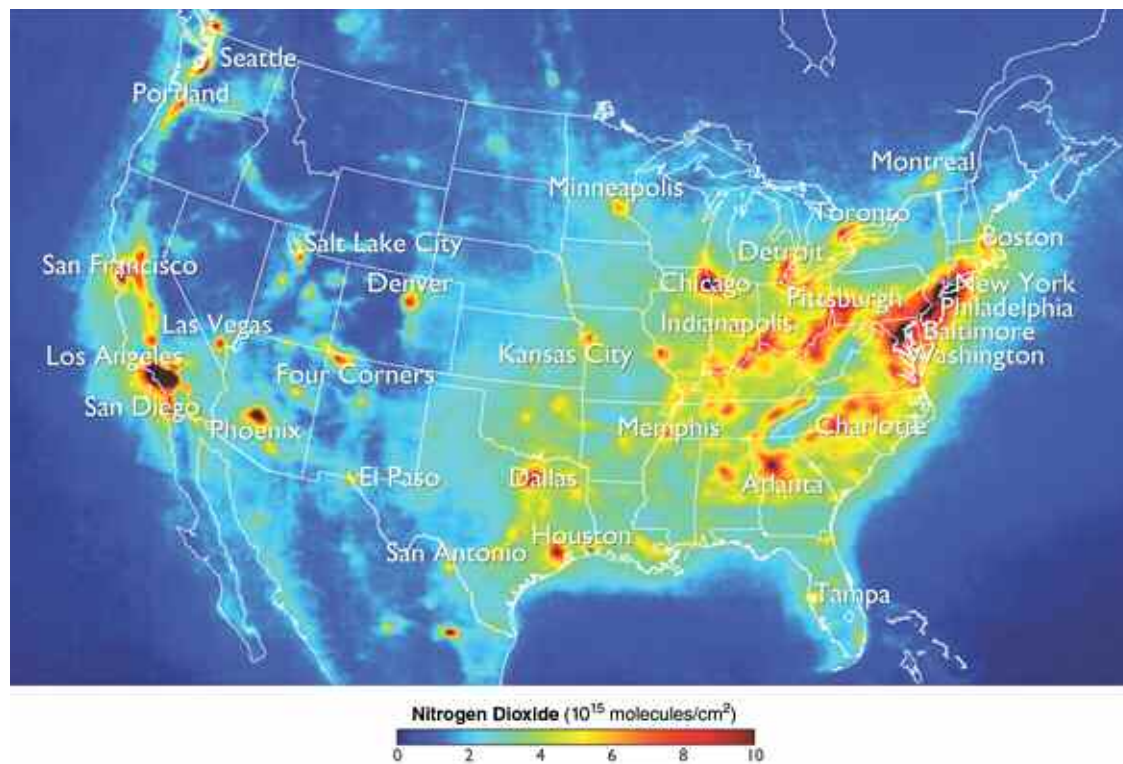 Seattle
Portland
Montreal
Minneapolis
Toronto
Boston
Salt Lake City
Detroit
San Francisco
Denver
Chicago
New York
Pittsburgh
Philadelphia
Las Vegas
Indianapolis
Baltimore
Los Angeles
Kansas City
Washington
Four Corners
San Diego
Phoenix
Memphis
Charlotte
El Paso
Dallas
Atlanta
Houston
San Antonio
Tampa
Nitrogen Dioxide (10¹⁵ molecules/cm²)
0 2 4 6 8 10